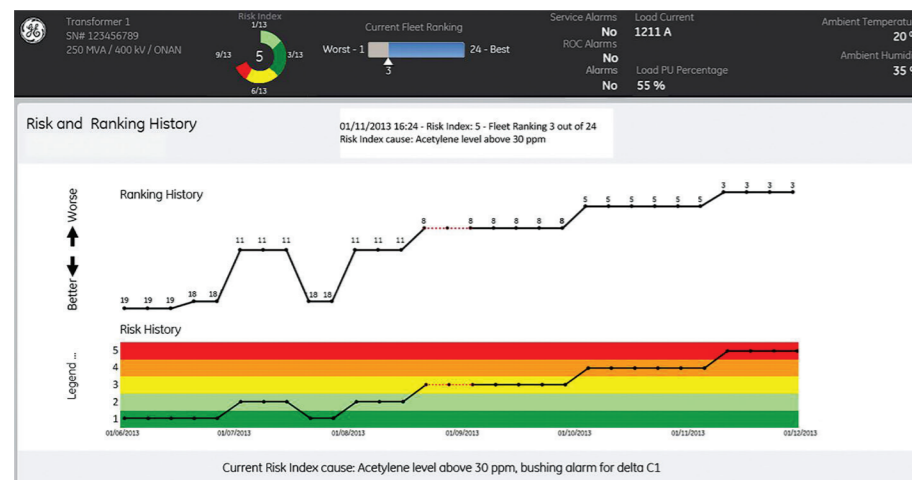 Transformer 1
SN# 123456789
250 MVA / 400 kV / ONAN
Risk Index
1/13
9/13
5
3/13
6/13
Current Fleet Ranking
Worst - 1
24 - Best
3
Service Alarms
No
ROC Alarms
No
Alarms
No
Load Current
1211 A
Load PU Percentage
55 %
Ambient Temperatu
20 °
Ambient Humidi
35 %
Risk and Ranking History
01/11/2013 16:24 - Risk Index: 5 - Fleet Ranking 3 out of 24
Risk Index cause: Acetylene level above 30 ppm
Better Worse
Ranking History
19 19 19 18 18 11 11 11 18 18 11 11 11 8 8 8 8 8 8 5 5 5 5 5 5 3 3 3 3
Risk History
Legend ...
5
4
3
2
1
01/06/2013 01/07/2013 01/08/2013 01/09/2013 01/10/2013 01/11/2013 01/12/2013
Current Risk Index cause: Acetylene level above 30 ppm, bushing alarm for delta C1